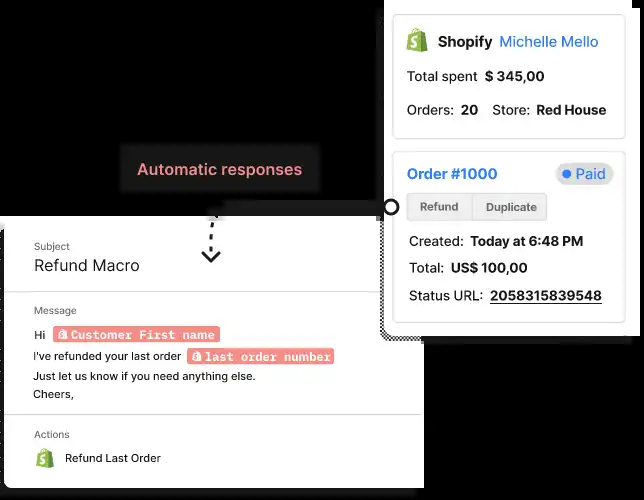 Shopify Michelle Mello
Total spent $ 345,00
Orders: 20 Store: Red House
Automatic responses
Order #1000 Paid
Refund Duplicate
Created: Today at 6:48 PM
Total: US$ 100,00
Status URL: 2058315839548
Subject
Refund Macro
Message
Hi Customer First name
I've refunded your last order last order number
Just let us know if you need anything else.
Cheers,
Actions
Refund Last Order